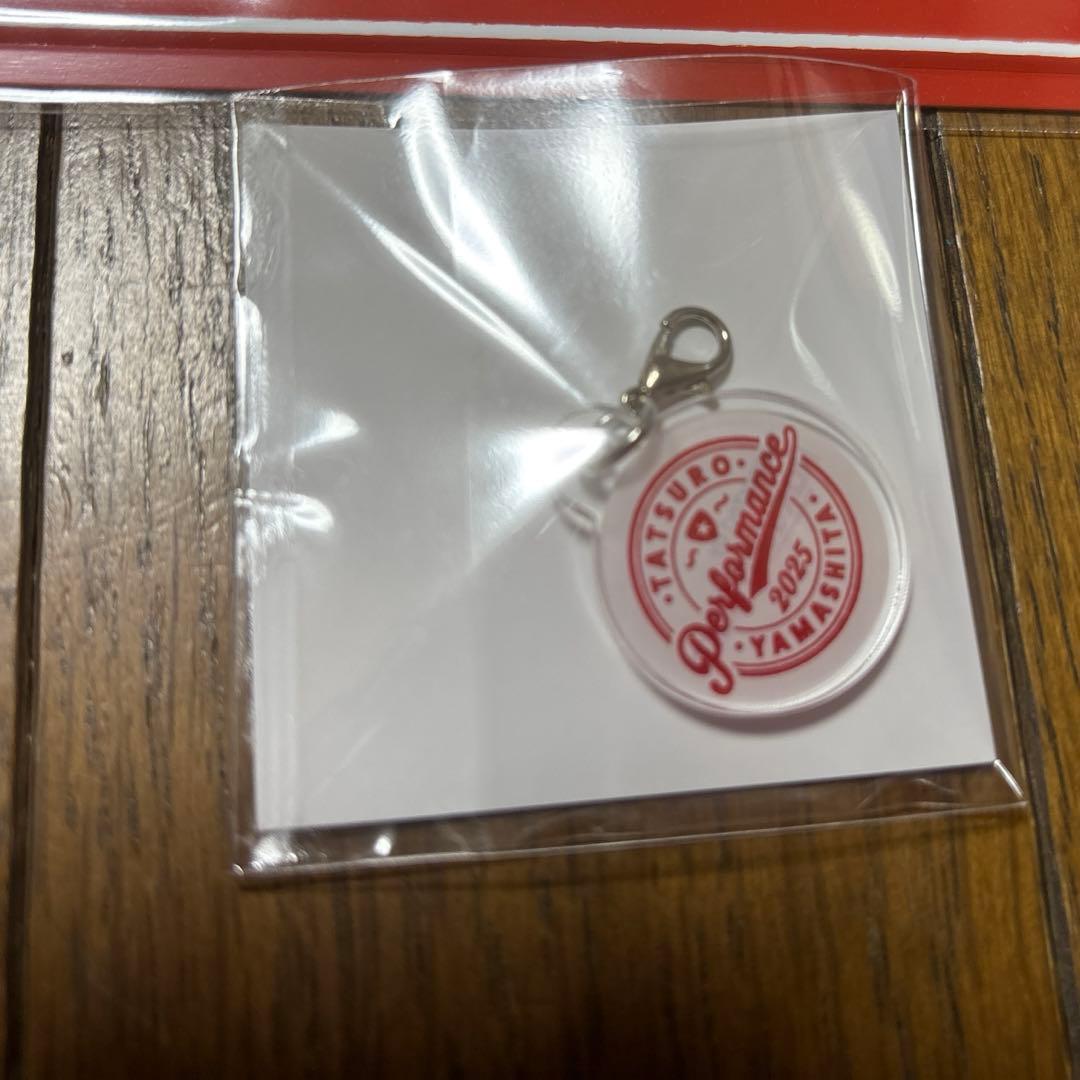 ·TATSURO·
Performance
2025
·YAMASHITA·